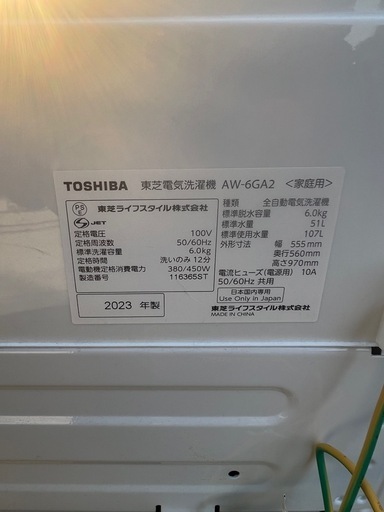 TOSHIBA 東芝電気洗濯機 AW-6GA2 <家庭用>
PS E
JET
東芝ライフスタイル株式会社
定格電圧 100V
定格周波数 50/60Hz
標準洗濯容量 6.0kg
定格時間 洗いのみ 12分
電動機定格消費電力 380/450W
製造番号 116365ST
2023 年製
種類 全自動電気洗濯機
標準脱水容量 6.0kg
標準水量 51L
標準使用水量 107L
外形寸法 幅 555mm
奥行560mm
高さ970mm
電流ヒューズ(電源用) 10A
50/60Hz 共用
日本国内専用
Use Only in Japan
東芝ライフスタイル株式会社
MADE IN CHINA